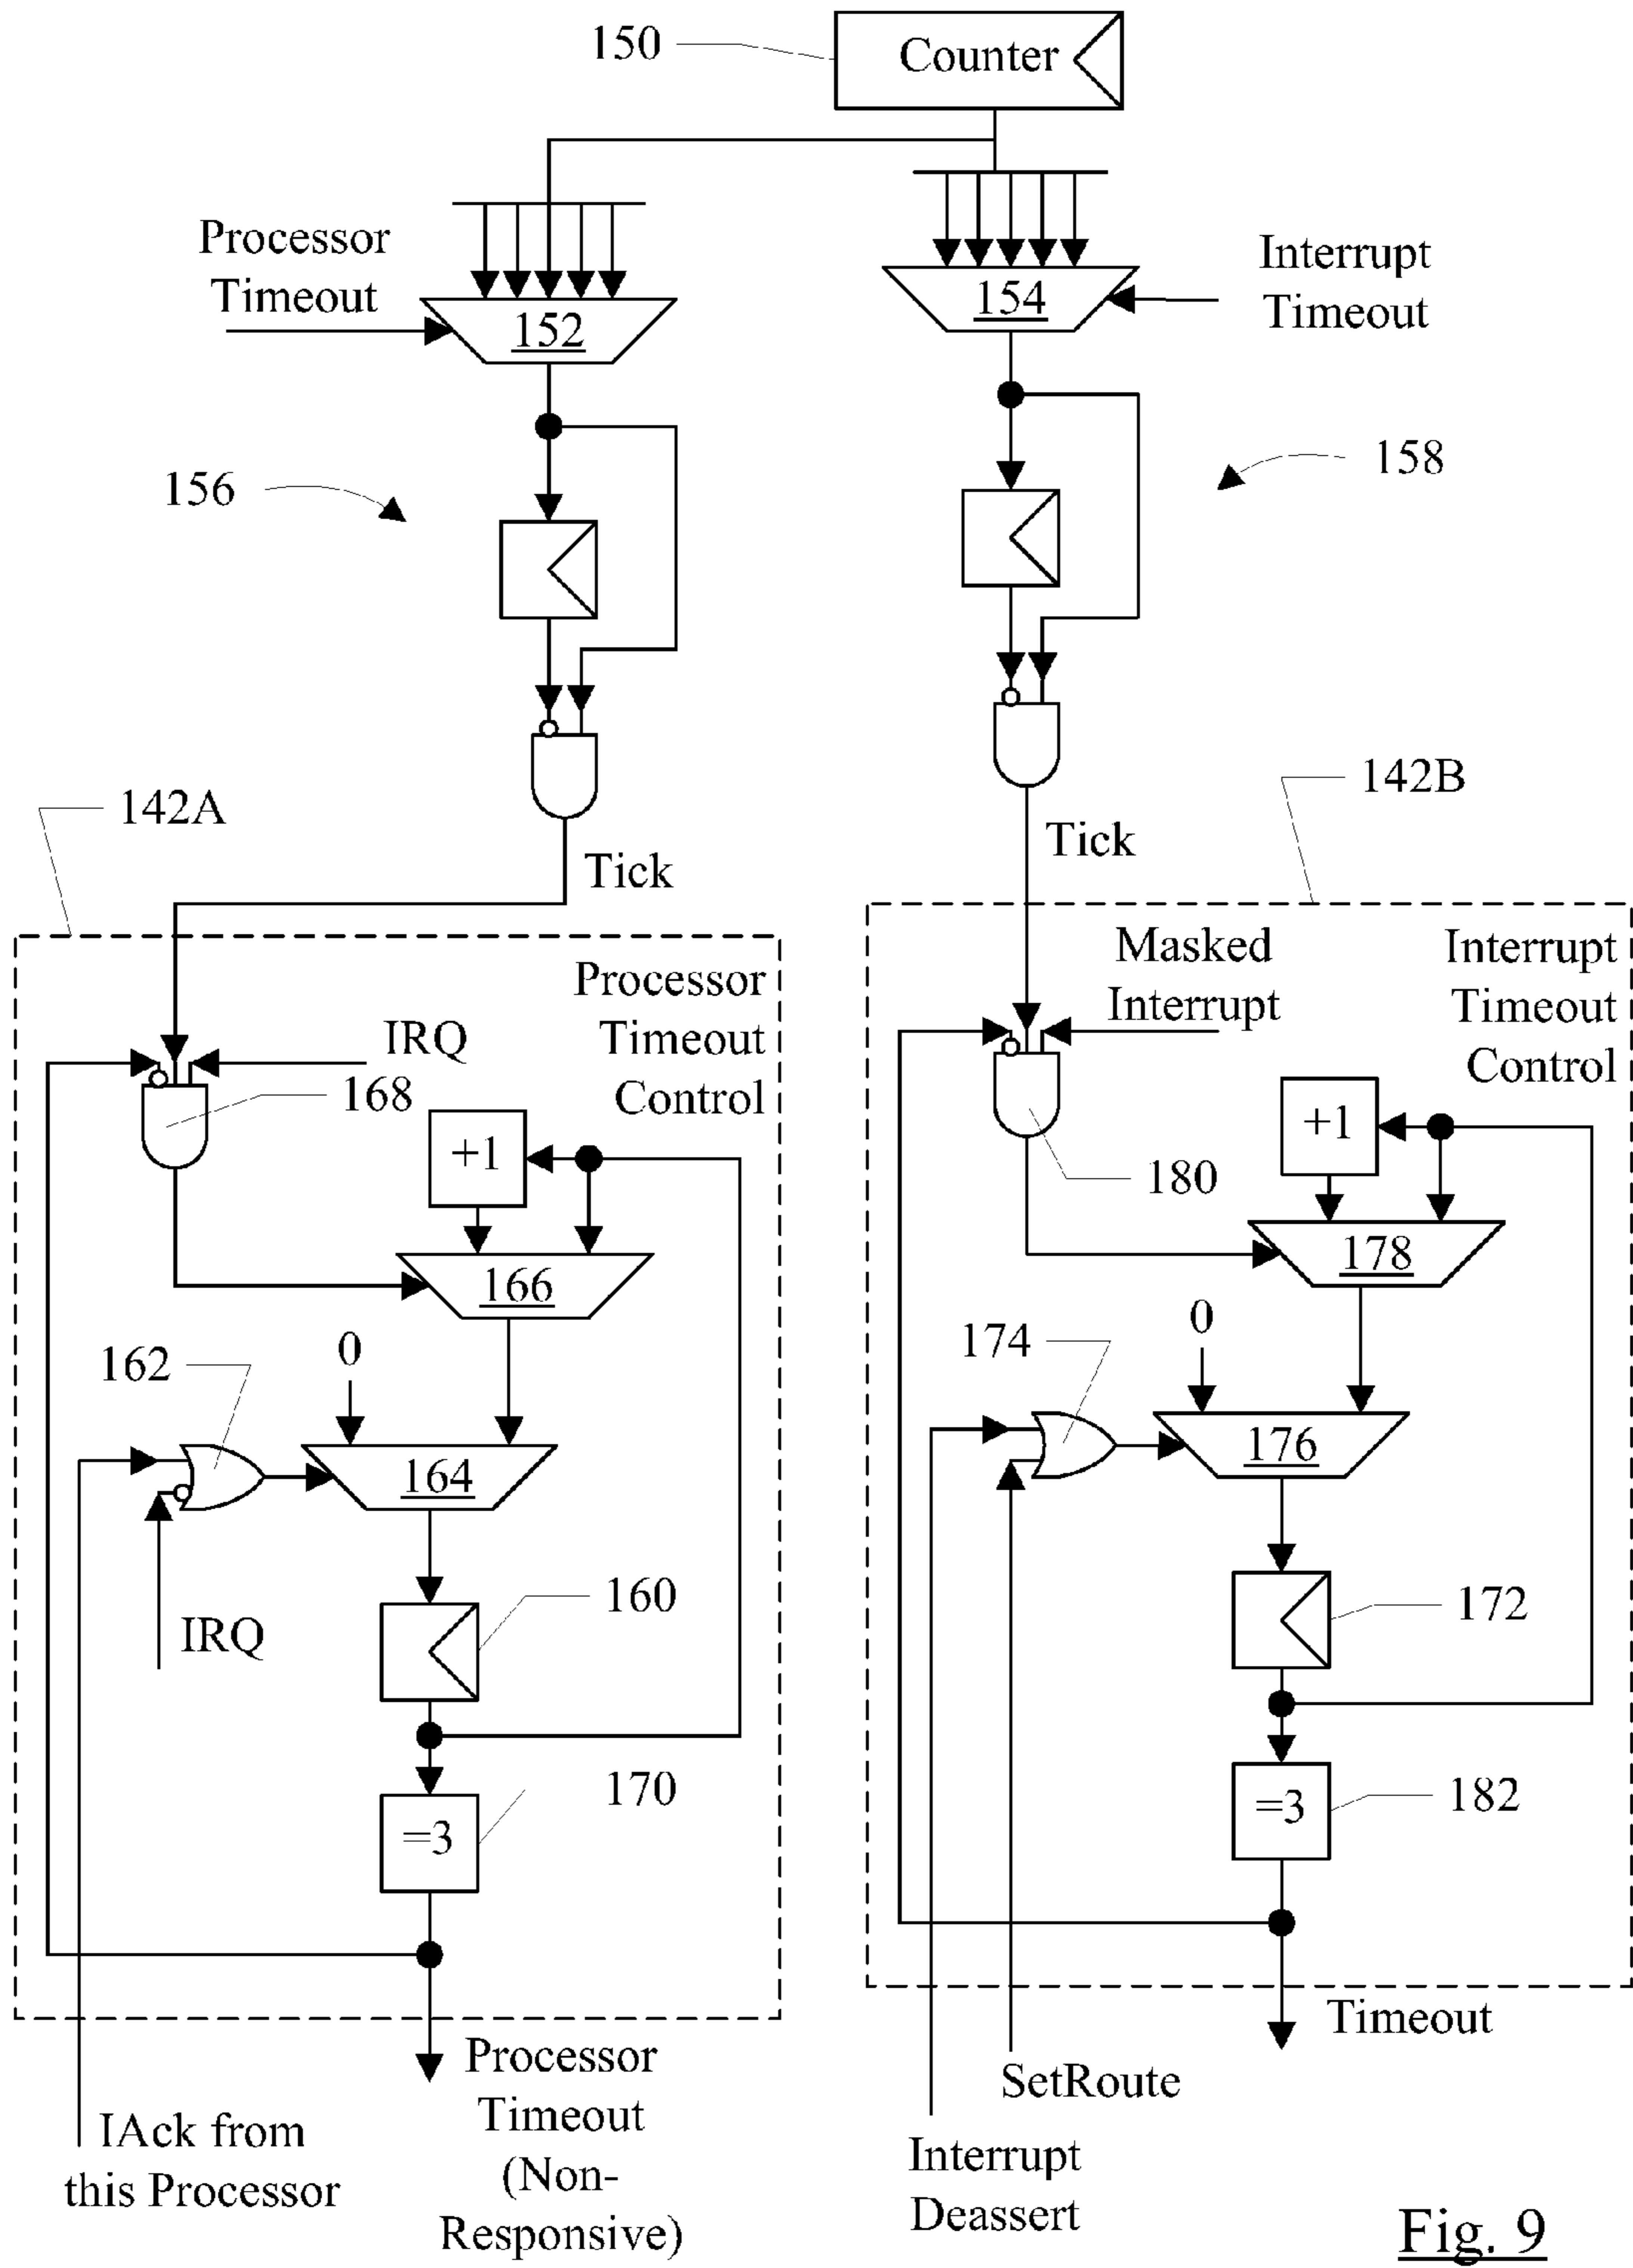 150
Counter
Processor
Timeout
152
154
Interrupt
Timeout
156
158
142A
142B
Tick
Tick
Processor
Timeout
Control
Masked
Interrupt
Interrupt
Timeout
Control
IRQ
168
+1
+1
180
166
178
162
0
174
0
164
176
IRQ
160
172
170
=3
=3
182
Timeout
SetRoute
Processor
Timeout
(Non-
Responsive)
IAck from
this Processor
Interrupt
Deassert
Fig. 9